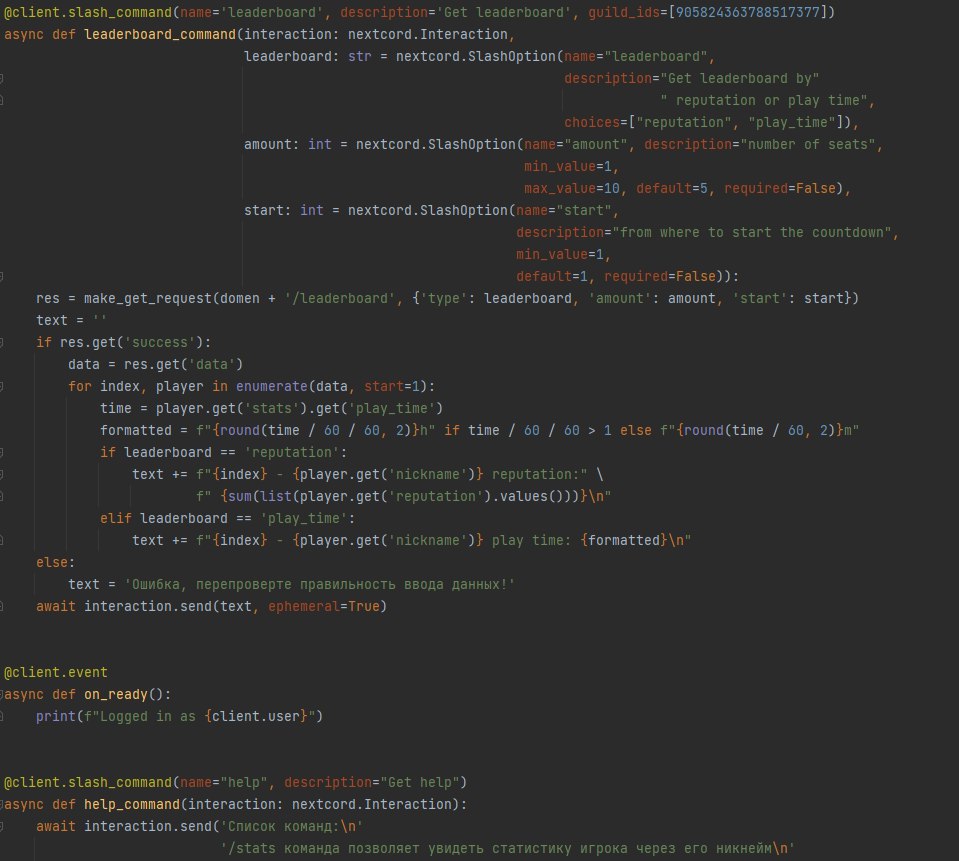 @client.slash_command(name='leaderboard', description='Get leaderboard', guild_ids=[905824363788517377])
async def leaderboard_command(interaction: nextcord.Interaction,
                              leaderboard: str = nextcord.SlashOption(name="leaderboard",
                                                                      description="Get leaderboard by"
                                                                                  " reputation or play time",
                                                                      choices=["reputation", "play_time"]),
                              amount: int = nextcord.SlashOption(name="amount", description="number of seats",
                                                                 min_value=1,
                                                                 max_value=10, default=5, required=False),
                              start: int = nextcord.SlashOption(name="start",
                                                                description="from where to start the countdown",
                                                                min_value=1,
                                                                default=1, required=False)):
    res = make_get_request(domen + '/leaderboard', {'type': leaderboard, 'amount': amount, 'start': start})
    text = ''
    if res.get('success'):
        data = res.get('data')
        for index, player in enumerate(data, start=1):
            time = player.get('stats').get('play_time')
            formatted = f"{round(time / 60 / 60, 2)}h" if time / 60 / 60 > 1 else f"{round(time / 60, 2)}m"
            if leaderboard == 'reputation':
                text += f"{index} - {player.get('nickname')} reputation:" \
                        f" {sum(list(player.get('reputation').values()))}\n"
            elif leaderboard == 'play_time':
                text += f"{index} - {player.get('nickname')} play time: {formatted}\n"
    else:
        text = 'Ошибка, перепроверте правильность ввода данных!'
    await interaction.send(text, ephemeral=True)
@client.event
async def on_ready():
    print(f"Logged in as {client.user}")
@client.slash_command(name="help", description="Get help")
async def help_command(interaction: nextcord.Interaction):
    await interaction.send('Список команд:\n'
                           '/stats команда позволяет увидеть статистику игрока через его никнейм\n'